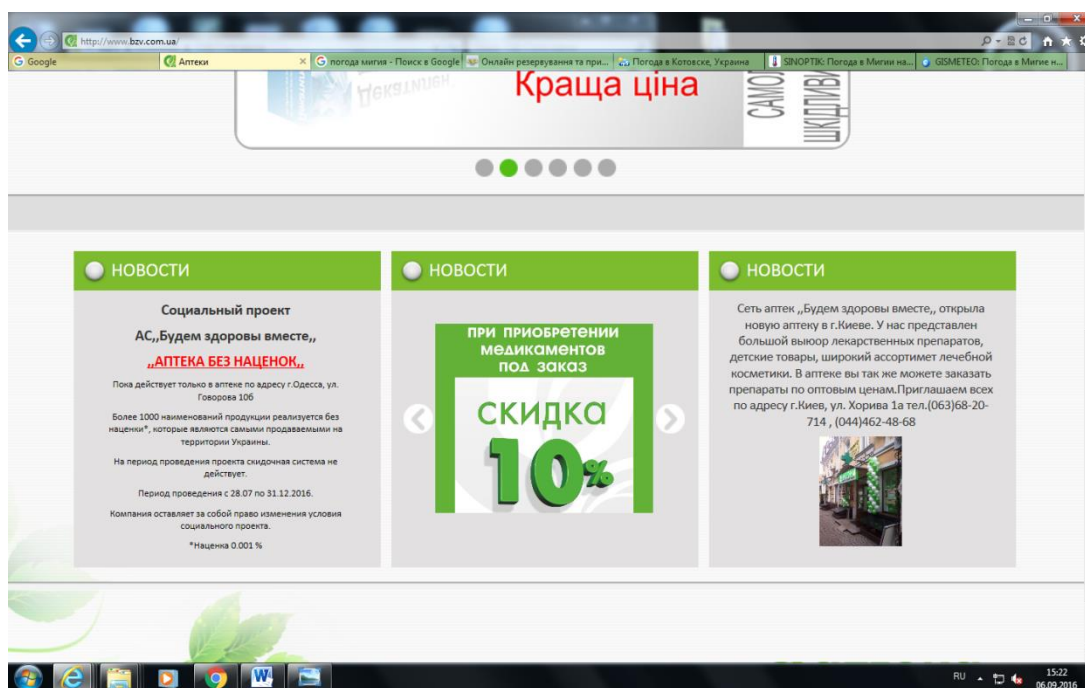 http://www.bzv.com.ua/
Google
Аптеки
погода мигия - Поиск в Google
Онлайн резервування та при...
Погода в Котовске, Украина
SINOPTIK: Погода в Мигии на...
GISMETEO: Погода в Мигие н...
Краща ціна
НОВОСТИ
Социальный проект
АС,,Будем здоровы вместе,,
,,АПТЕКА БЕЗ НАЦЕНОК,,
Пока действует только в аптеке по адресу г.Одесса, ул.
Говорова 10б
Более 1000 наименований продукции реализуется без
наценки*, которые являются самыми продаваемыми на
территории Украины.
На период проведения проекта скидочная система не
действует.
Период проведения с 28.07 по 31.12.2016.
Компания оставляет за собой право изменения условия
социального проекта.
*Наценка 0.001 %
НОВОСТИ
ПРИ ПРИОБРЕТЕНИИ
МЕДИКАМЕНТОВ
ПОД ЗАКАЗ
СКИДКА
10%
НОВОСТИ
Сеть аптек ,,Будем здоровы вместе,, открыла
новую аптеку в г.Киеве. У нас представлен
большой выюор лекарственных препаратов,
детские товары, широкий ассортимет лечебной
косметики. В аптеке вы так же можете заказать
препараты по оптовым ценам.Приглашаем всех
по адресу г.Киев, ул. Хорива 1а тел.(063)68-20-
714 , (044)462-48-68
RU
15:22
06.09.2016